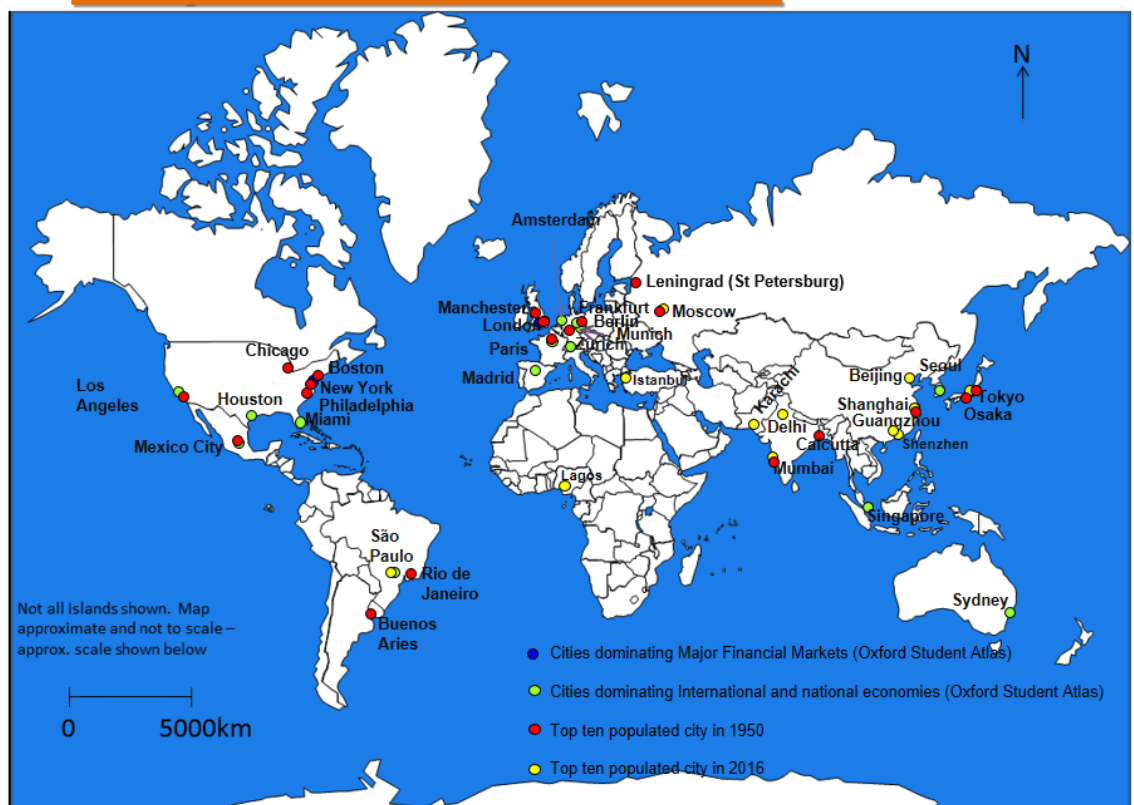 N
Amsterdam
Leningrad (St Petersburg)
Manchester
Frankfurt
Moscow
London
Berlin
Munich
Paris
Zurich
Chicago
Boston
Madrid
Istanbul
Karachi
Beijing
Seoul
Los
Angeles
New York
Houston
Philadelphia
Tokyo
Shanghai
Osaka
Miami
Delhi
Guangzhou
Mexico City
Calcutta
Shenzhen
Mumbai
Lagos
Singapore
São
Paulo
Rio de
Janeiro
Sydney
Not all Islands shown. Map
approximate and not to scale –
approx. scale shown below
Buenos
Aries
Cities dominating Major Financial Markets (Oxford Student Atlas)
Cities dominating International and national economies (Oxford Student Atlas)
0 5000km
Top ten populated city in 1950
Top ten populated city in 2016